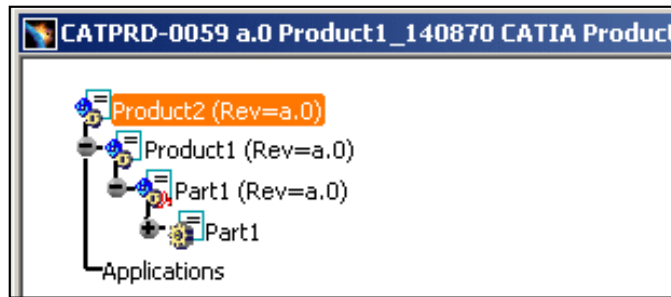 CATPRD-0059 a.0 Product1_140870 CATIA Product
Product2 (Rev=a.0)
Product1 (Rev=a.0)
Part1 (Rev=a.0)
Part1
Applications